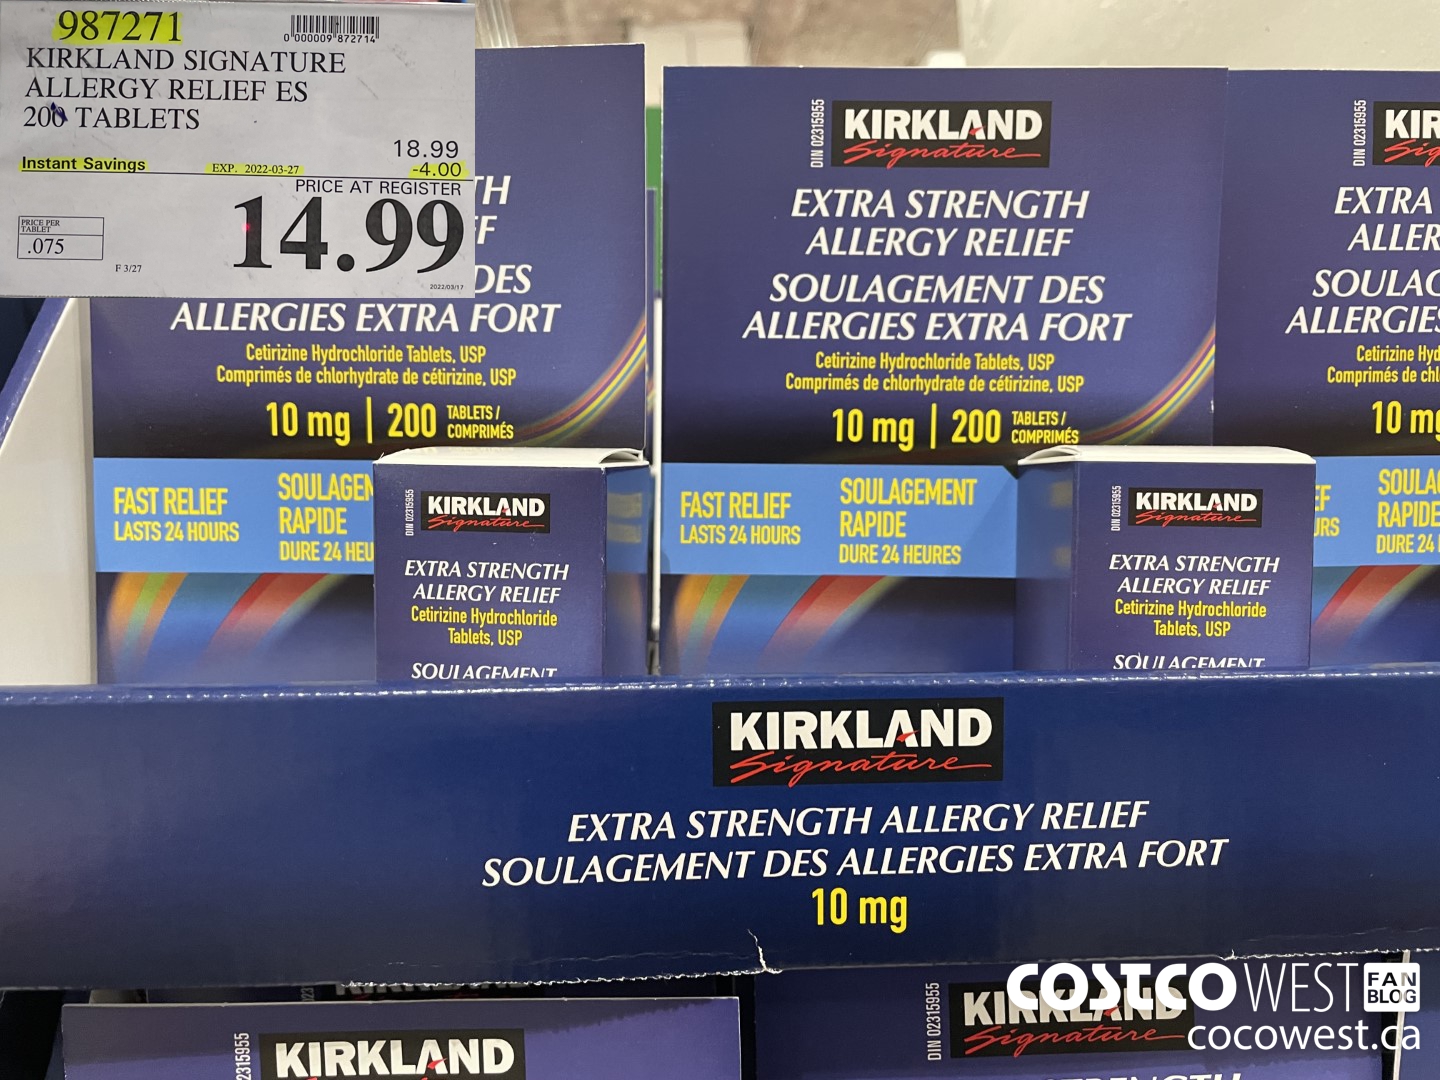 987271
0 000009 872714
KIRKLAND SIGNATURE
ALLERGY RELIEF ES
200 TABLETS
18.99
Instant Savings EXP. 2022-03-27 -4.00
PRICE AT REGISTER
14.99
PRICE PER
TABLET
.075
F 3/27
2022/03/17
TH
EF
DES
ALLERGIES EXTRA FORT
Cetirizine Hydrochloride Tablets, USP
Comprimés de chlorhydrate de cétirizine, USP
10 mg | 200 TABLETS /
COMPRIMÉS
FAST RELIEF
LASTS 24 HOURS
SOULAGEN
RAPIDE
DURE 24 HEU
DIN 02315955
KIRKLAND
Signature
EXTRA STRENGTH
ALLERGY RELIEF
SOULAGEMENT DES
ALLERGIES EXTRA FORT
Cetirizine Hydrochloride Tablets, USP
Comprimés de chlorhydrate de cétirizine, USP
10 mg | 200 TABLETS /
COMPRIMÉS
FAST RELIEF
LASTS 24 HOURS
SOULAGEMENT
RAPIDE
DURE 24 HEURES
DIN 02315955
KIR
Sig
EXTRA
ALLER
SOULAG
ALLERGIES
Cetirizine Hyd
Comprimés de chl
10 mg
EF
URS
SOULA
RAPIDE
DURE 24
DIN 02315955
KIRKLAND
Signature
EXTRA STRENGTH
ALLERGY RELIEF
Cetirizine Hydrochloride
Tablets, USP
SOULAGEMENT
DIN 02315955
KIRKLAND
Signature
EXTRA STRENGTH
ALLERGY RELIEF
Cetirizine Hydrochloride
Tablets, USP
SOULAGEMENT
KIRKLAND
Signature
EXTRA STRENGTH ALLERGY RELIEF
SOULAGEMENT DES ALLERGIES EXTRA FORT
10 mg
2315955
KIRKLAND
DIN 02315955
KIRKLAND
Signature
COSTCO WEST FAN
BLOG
cocowest.ca